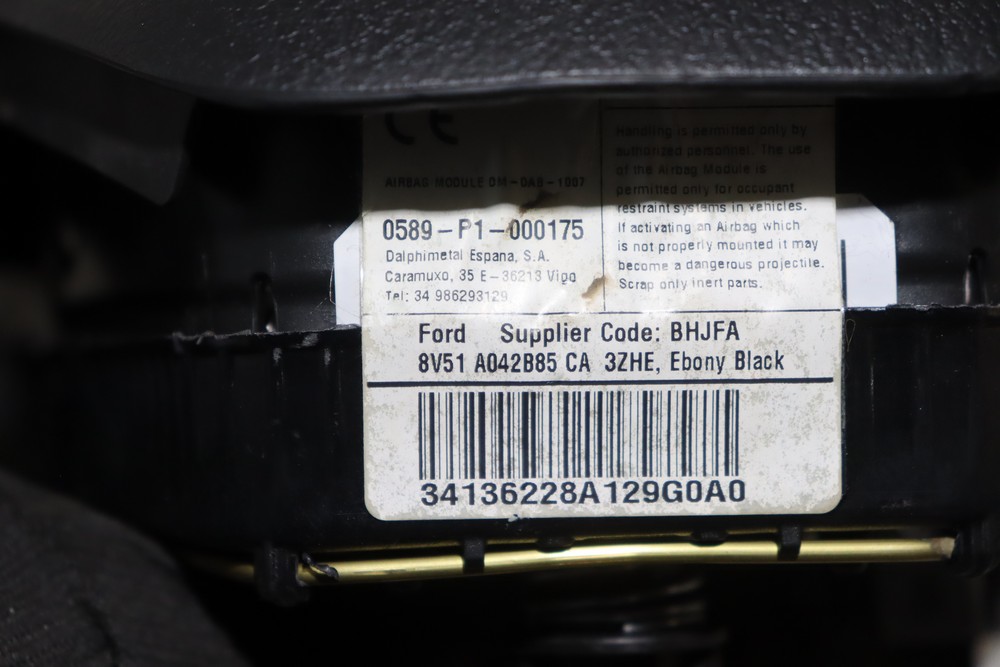 CE
AIRBAG MODULE DM-DAB-1007
0589-P1-000175
Dalphimetal Espana, S.A.
Caramuxo, 35 E-36213 Vigo
Tel: 34 986293129
Handling is permitted only by
authorized personnel. The use
of the Airbag Module is
permitted only for occupant
restraint systems in vehicles.
If activating an Airbag which
is not properly mounted it may
become a dangerous projectile.
Scrap only inert parts.
Ford Supplier Code: BHJFA
8V51 A042B85 CA 3ZHE, Ebony Black
34136228A129G0A0